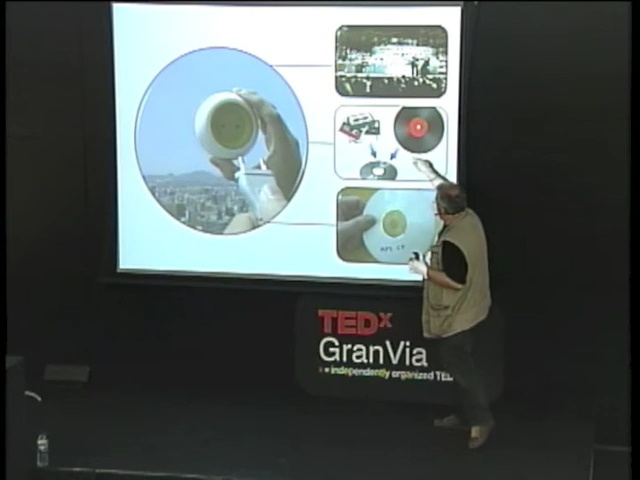 TEDx
GranVia
x = independently organized TED